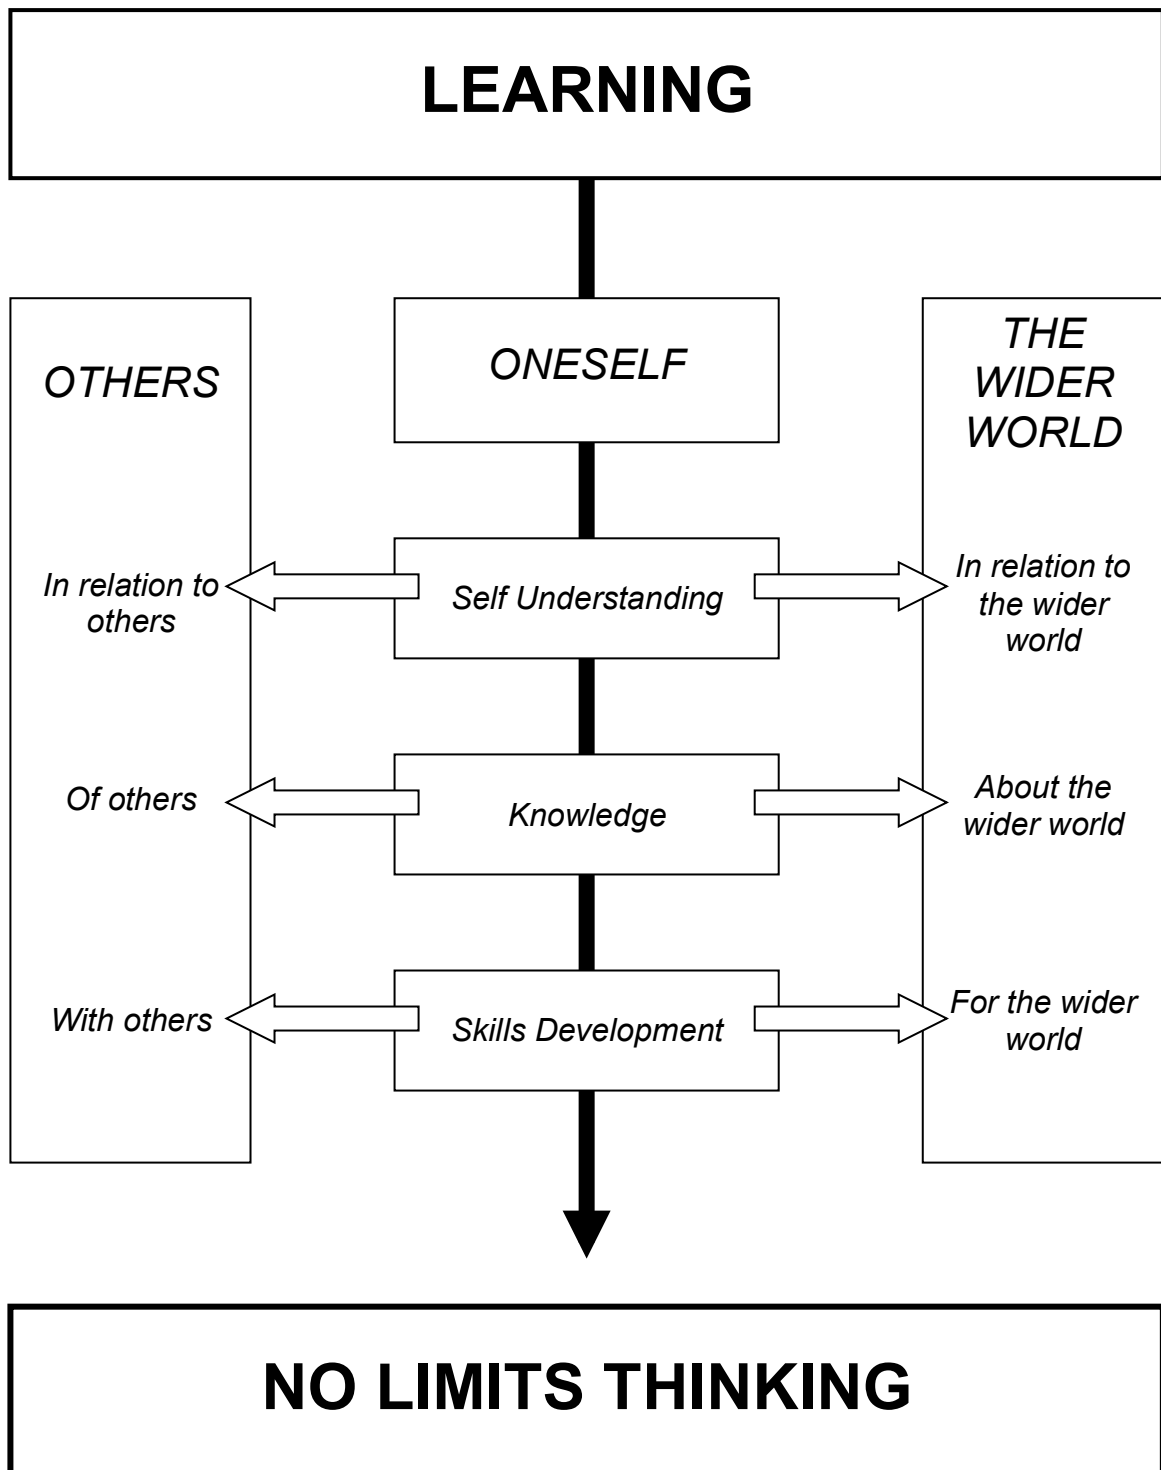 LEARNING
OTHERS
ONESELF
THE
WIDER
WORLD
In relation to
others
Self Understanding
In relation to
the wider
world
Of others
Knowledge
About the
wider world
With others
Skills Development
For the wider
world
NO LIMITS THINKING